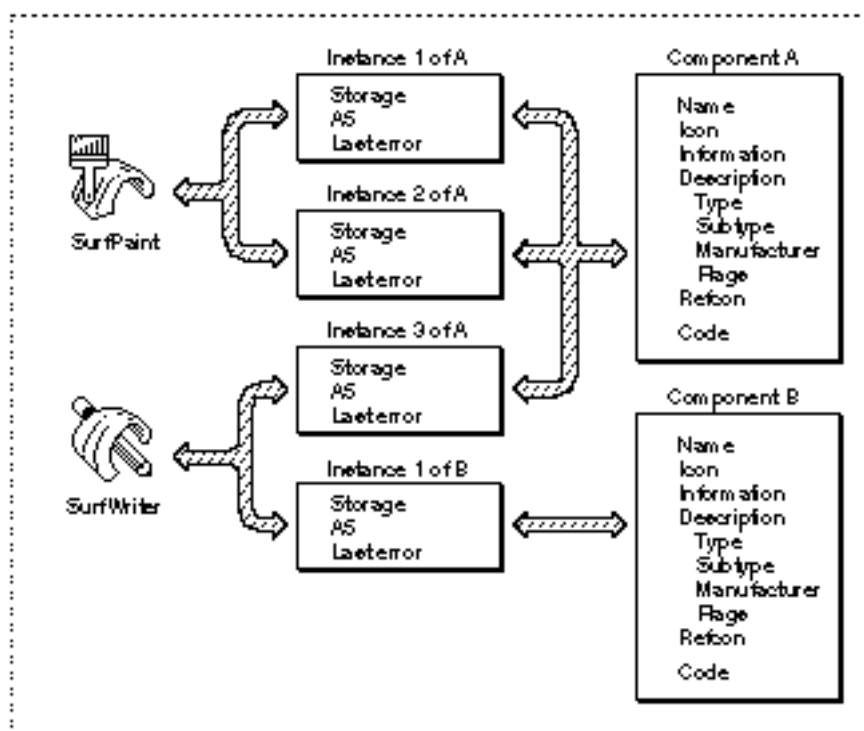 Instance 1 of A
Storage
A5
Lasterror
Instance 2 of A
Storage
A5
Lasterror
SurfPaint
Instance 3 of A
Storage
A5
Lasterror
Instance 1 of B
Storage
A5
Lasterror
SurfWriter
Component A
Name
Icon
Information
Description
Type
Subtype
Manufacturer
Flags
Refcon
Code
Component B
Name
Icon
Information
Description
Type
Subtype
Manufacturer
Flags
Refcon
Code